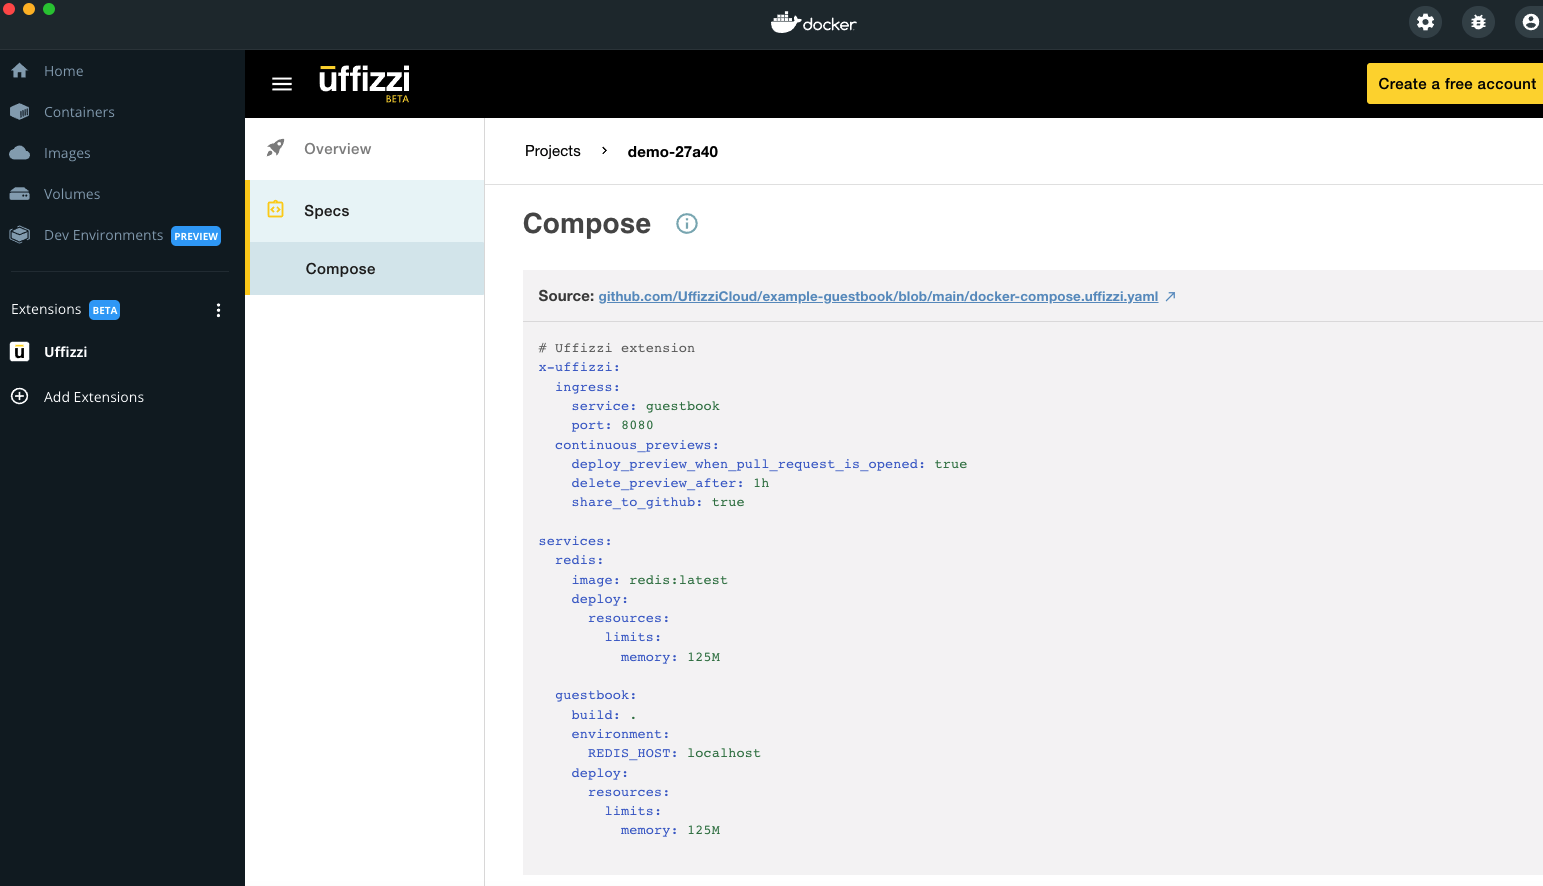 docker
Home
Containers
Images
Volumes
Dev Environments PREVIEW
Extensions BETA
ü Uffizzi
Add Extensions
uffizzi
BETA
Create a free account
Overview
Specs
Compose
Projects > demo-27a40
Compose
Source: github.com/UffizziCloud/example-guestbook/blob/main/docker-compose.uffizzi.yaml
# Uffizzi extension
x-uffizzi:
  ingress:
    service: guestbook
    port: 8080
  continuous_previews:
    deploy_preview_when_pull_request_is_opened: true
    delete_preview_after: 1h
    share_to_github: true
services:
  redis:
    image: redis:latest
    deploy:
      resources:
        limits:
          memory: 125M
  guestbook:
    build: .
    environment:
      REDIS_HOST: localhost
    deploy:
      resources:
        limits:
          memory: 125M